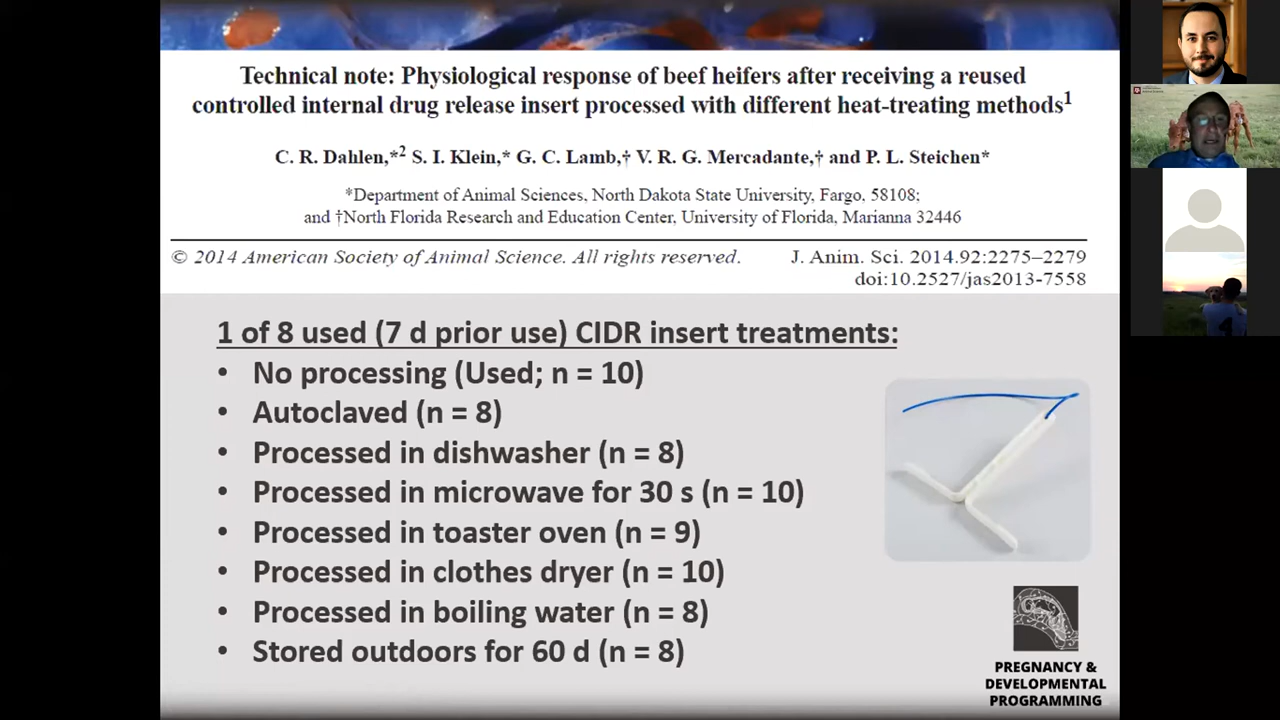 Technical note: Physiological response of beef heifers after receiving a reused
controlled internal drug release insert processed with different heat-treating methods1
C. R. Dahlen,*2 S. I. Klein,* G. C. Lamb,† V. R. G. Mercadante,† and P. L. Steichen*
*Department of Animal Sciences, North Dakota State University, Fargo, 58108;
and †North Florida Research and Education Center, University of Florida, Marianna 32446
© 2014 American Society of Animal Science. All rights reserved.
J. Anim. Sci. 2014.92:2275–2279
doi:10.2527/jas2013-7558
1 of 8 used (7 d prior use) CIDR insert treatments:
• No processing (Used; n = 10)
• Autoclaved (n = 8)
• Processed in dishwasher (n = 8)
• Processed in microwave for 30 s (n = 10)
• Processed in toaster oven (n = 9)
• Processed in clothes dryer (n = 10)
• Processed in boiling water (n = 8)
• Stored outdoors for 60 d (n = 8)
PREGNANCY &
DEVELOPMENTAL
PROGRAMMING